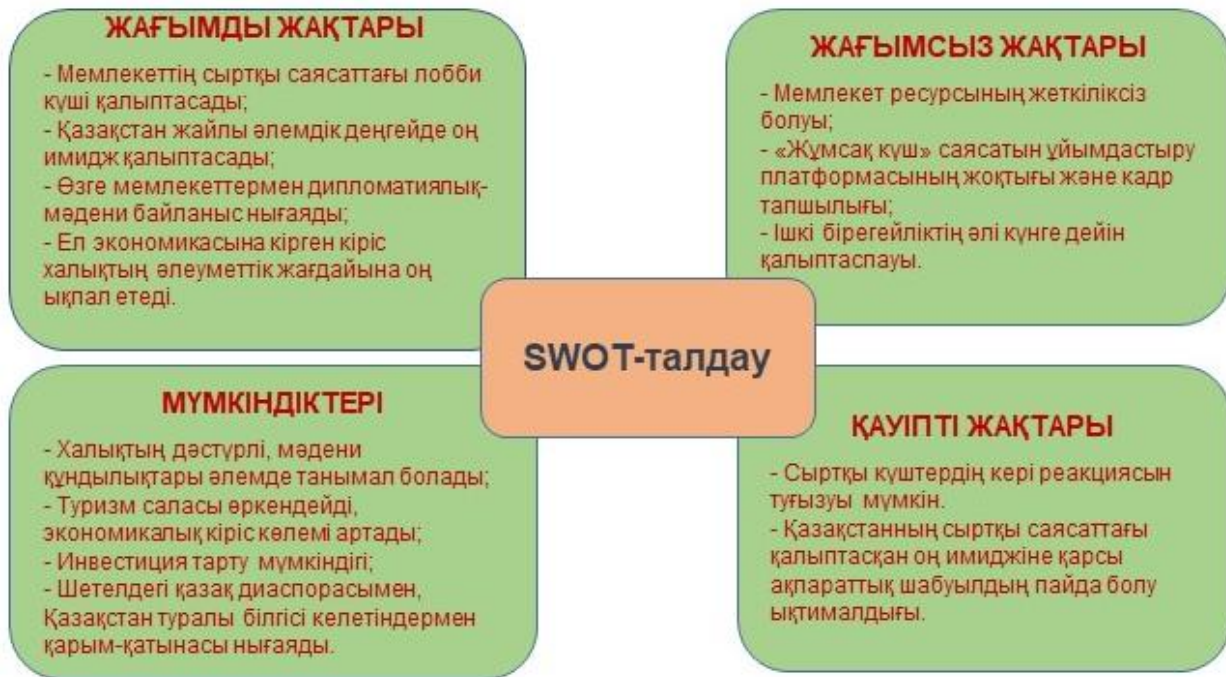 ЖАҒЫМДЫ ЖАҚТАРЫ
- Мемлекеттің сыртқы саясаттағы лобби
күші қалыптасады;
- Қазақстан жайлы әлемдік деңгейде оң
имидж қалыптасады;
- Өзге мемлекеттермен дипломатиялық-
мәдени байланыс нығаяды;
- Ел экономикасына кірген кіріс
халықтың әлеуметтік жағдайына оң
ықпал етеді.
ЖАҒЫМСЫЗ ЖАҚТАРЫ
- Мемлекет ресурсының жеткіліксіз
болуы;
- «Жұмсақ күш» саясатын ұйымдастыру
платформасының жоқтығы және кадр
тапшылығы;
- Ішкі бірегейліктің әлі күнге дейін
қалыптаспауы.
SWOT-талдау
МҮМКІНДІКТЕРІ
- Халықтың дәстүрлі, мәдени
құндылықтары әлемде танымал болады;
- Туризм саласы өркендейді,
экономикалық кіріс көлемі артады;
- Инвестиция тарту мүмкіндігі;
- Шетелдегі қазақ диаспорасымен,
Қазақстан туралы білгісі келетіндермен
қарым-қатынасы нығаяды.
ҚАУІПТІ ЖАҚТАРЫ
- Сыртқы күштердің кері реакциясын
туғызуы мүмкін.
- Қазақстанның сыртқы саясаттағы
қалыптасқан оң имиджіне қарсы
ақпараттық шабуылдың пайда болу
ықтималдығы.